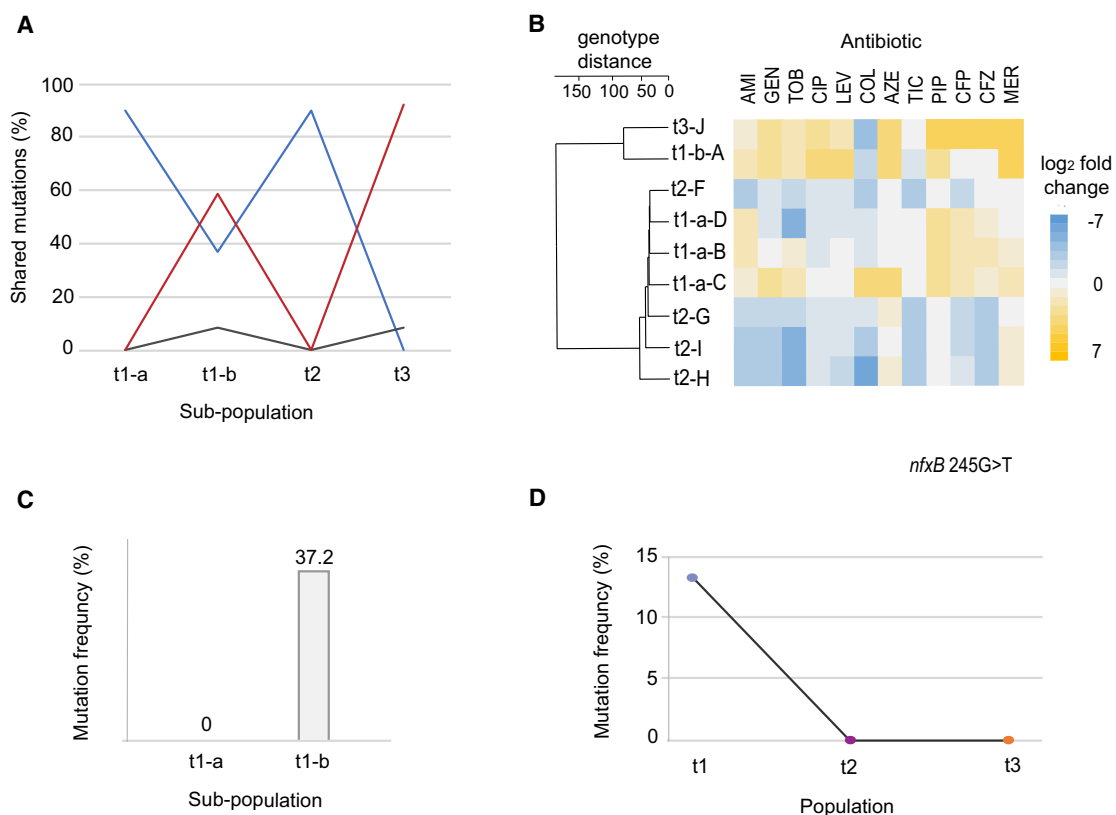 A
100
80
60
40
20
0
Shared mutations (%)
t1-a t1-b t2 t3
Sub-population
B
genotype
distance
150 100 50 0
Antibiotic
AMI GEN TOB CIP LEV COL AZE TIC PIP CFP CFZ MER
t3-J
t1-b-A
t2-F
t1-a-D
t1-a-B
t1-a-C
t2-G
t2-I
t2-H
log2 fold
change
-7
0
7
nfxB 245G>T
C
Mutation frequncy (%)
37.2
0
t1-a t1-b
Sub-population
D
Mutation freqency (%)
15
10
5
0
t1 t2 t3
Population